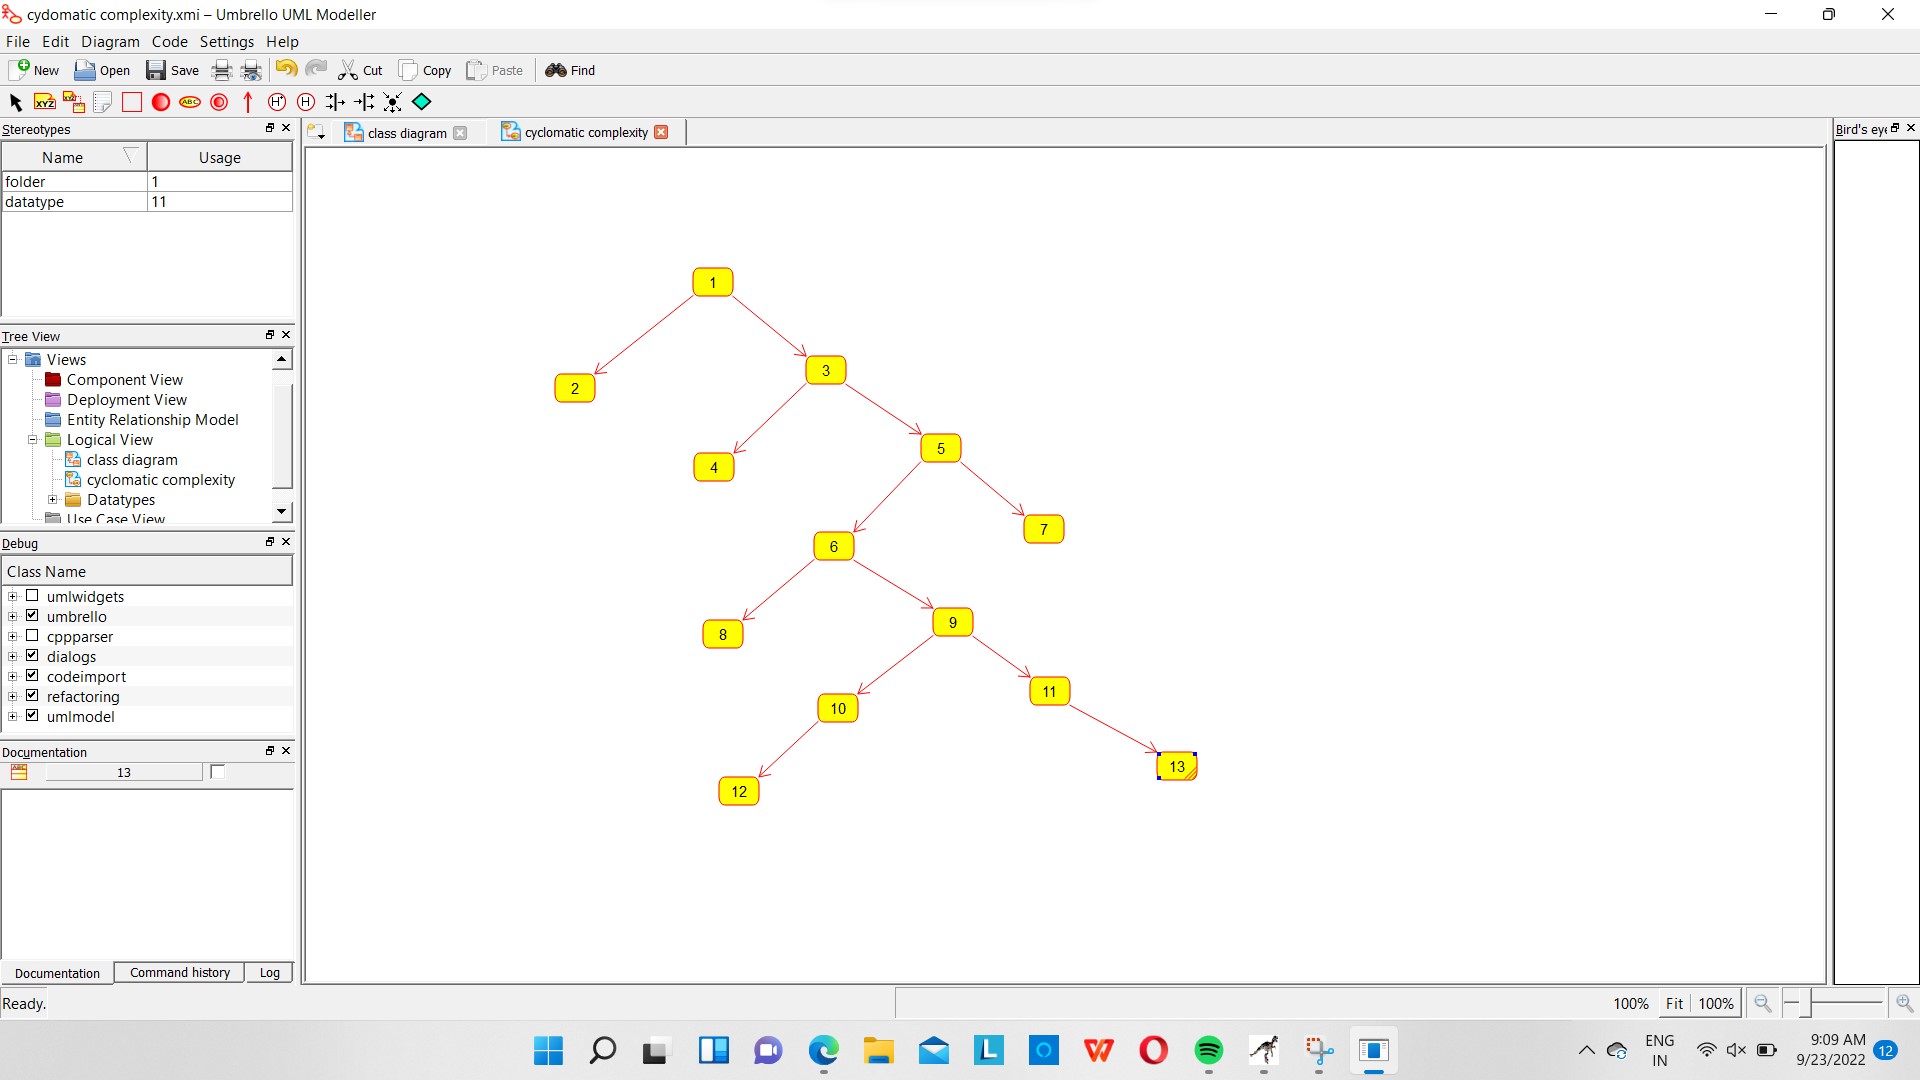 cydomatic complexity.xmi – Umbrello UML Modeller
File Edit Diagram Code Settings Help
New Open Save Cut Copy Paste Find
XYZ XYZ ABC H* H
Stereotypes
Name Usage
folder 1
datatype 11
Tree View
Views
Component View
Deployment View
Entity Relationship Model
Logical View
class diagram
cyclomatic complexity
Datatypes
Use Case View
Debug
Class Name
umlwidgets
umbrello
cppparser
dialogs
codeimport
refactoring
umlmodel
Documentation
ABC 13
Documentation Command history Log
class diagram cyclomatic complexity
1
2
3
4
5
6
7
8
9
10
11
12
13
Bird's eye
Ready.
100% Fit 100%
L W
ENG
IN
9:09 AM
9/23/2022
12